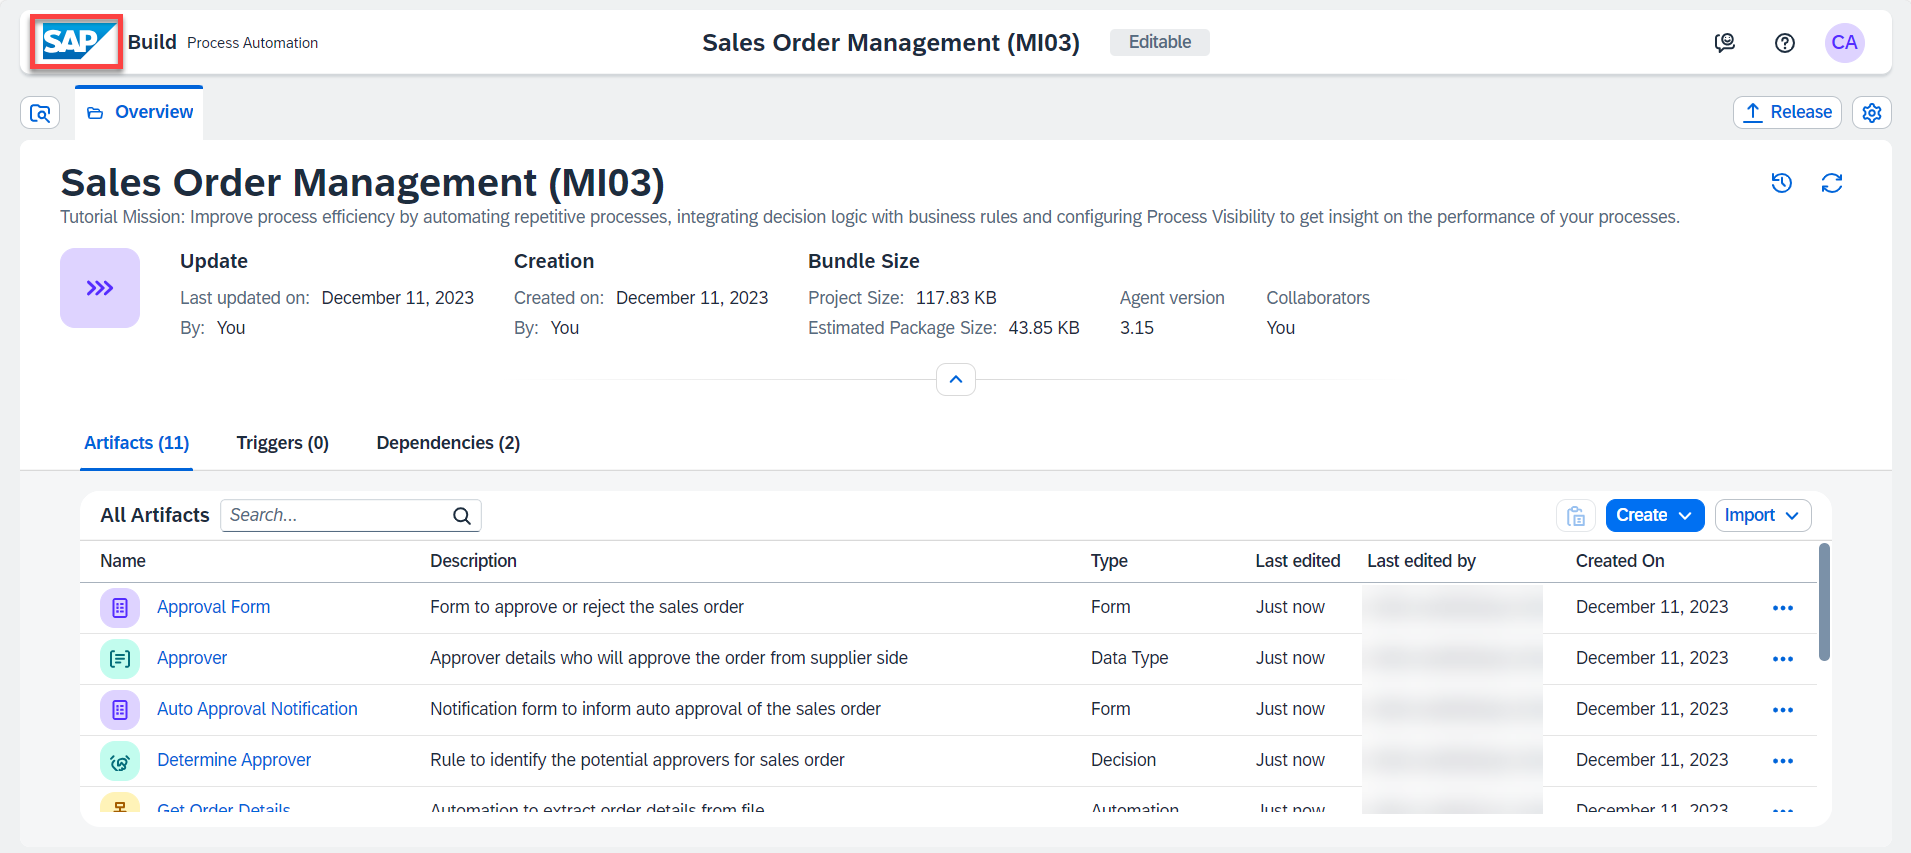 SAP Build Process Automation Sales Order Management (MI03) Editable CA
Overview Release
Sales Order Management (MI03)
Tutorial Mission: Improve process efficiency by automating repetitive processes, integrating decision logic with business rules and configuring Process Visibility to get insight on the performance of your processes.
Update Creation Bundle Size
Last updated on: December 11, 2023 Created on: December 11, 2023 Project Size: 117.83 KB Agent version Collaborators
By: You By: You Estimated Package Size: 43.85 KB 3.15 You
Artifacts (11) Triggers (0) Dependencies (2)
All Artifacts Search... Create Import
Name Description Type Last edited Last edited by Created On
Approval Form Form to approve or reject the sales order Form Just now December 11, 2023
Approver Approver details who will approve the order from supplier side Data Type Just now December 11, 2023
Auto Approval Notification Notification form to inform auto approval of the sales order Form Just now December 11, 2023
Determine Approver Rule to identify the potential approvers for sales order Decision Just now December 11, 2023
Get Order Details Automation to extract order details from file Automation Just now December 11, 2023